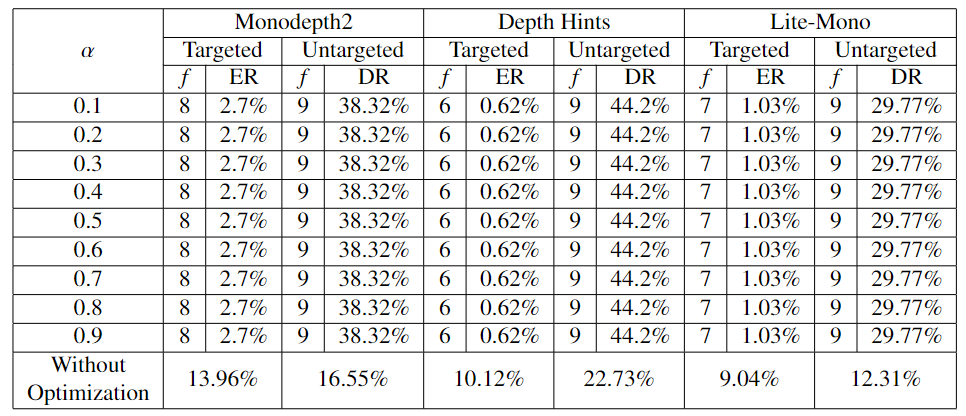 α Monodepth2 Depth Hints Lite-Mono
Targeted Untargeted Targeted Untargeted Targeted Untargeted
f ER f DR f ER f DR f ER f DR
0.1 8 2.7% 9 38.32% 6 0.62% 9 44.2% 7 1.03% 9 29.77%
0.2 8 2.7% 9 38.32% 6 0.62% 9 44.2% 7 1.03% 9 29.77%
0.3 8 2.7% 9 38.32% 6 0.62% 9 44.2% 7 1.03% 9 29.77%
0.4 8 2.7% 9 38.32% 6 0.62% 9 44.2% 7 1.03% 9 29.77%
0.5 8 2.7% 9 38.32% 6 0.62% 9 44.2% 7 1.03% 9 29.77%
0.6 8 2.7% 9 38.32% 6 0.62% 9 44.2% 7 1.03% 9 29.77%
0.7 8 2.7% 9 38.32% 6 0.62% 9 44.2% 7 1.03% 9 29.77%
0.8 8 2.7% 9 38.32% 6 0.62% 9 44.2% 7 1.03% 9 29.77%
0.9 8 2.7% 9 38.32% 6 0.62% 9 44.2% 7 1.03% 9 29.77%
Without
Optimization 13.96% 16.55% 10.12% 22.73% 9.04% 12.31%